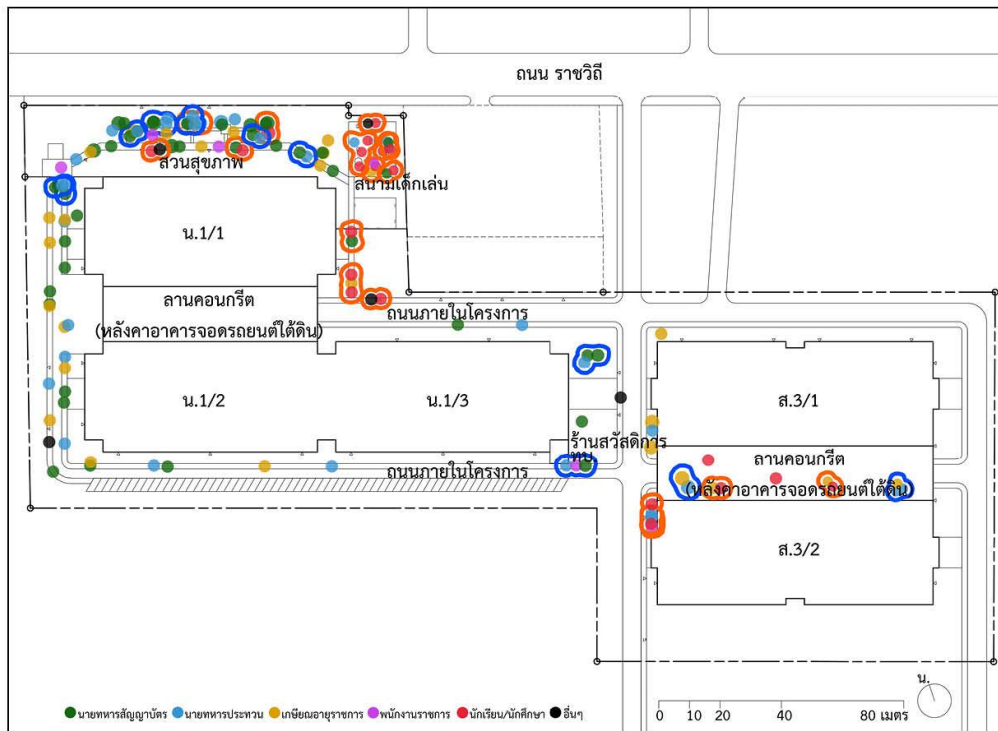 ถนน ราชวิถี
สวนสุขภาพ
สนามเด็กเล่น
น.1/1
ลานคอนกรีต
(หลังคาอาคารจอดรถยนต์ใต้ดิน)
ถนนภายในโครงการ
น.1/2
น.1/3
ส.3/1
ร้านสวัสดิการ
ทบ.
ถนนภายในโครงการ
ลานคอนกรีต
(หลังคาอาคารจอดรถยนต์ใต้ดิน)
ส.3/2
น.
นายทหารสัญญาบัตร นายทหารประทวน เกษียณอายุราชการ พนักงานราชการ นักเรียน/นักศึกษา อื่นๆ
0 10 20 40 80 เมตร